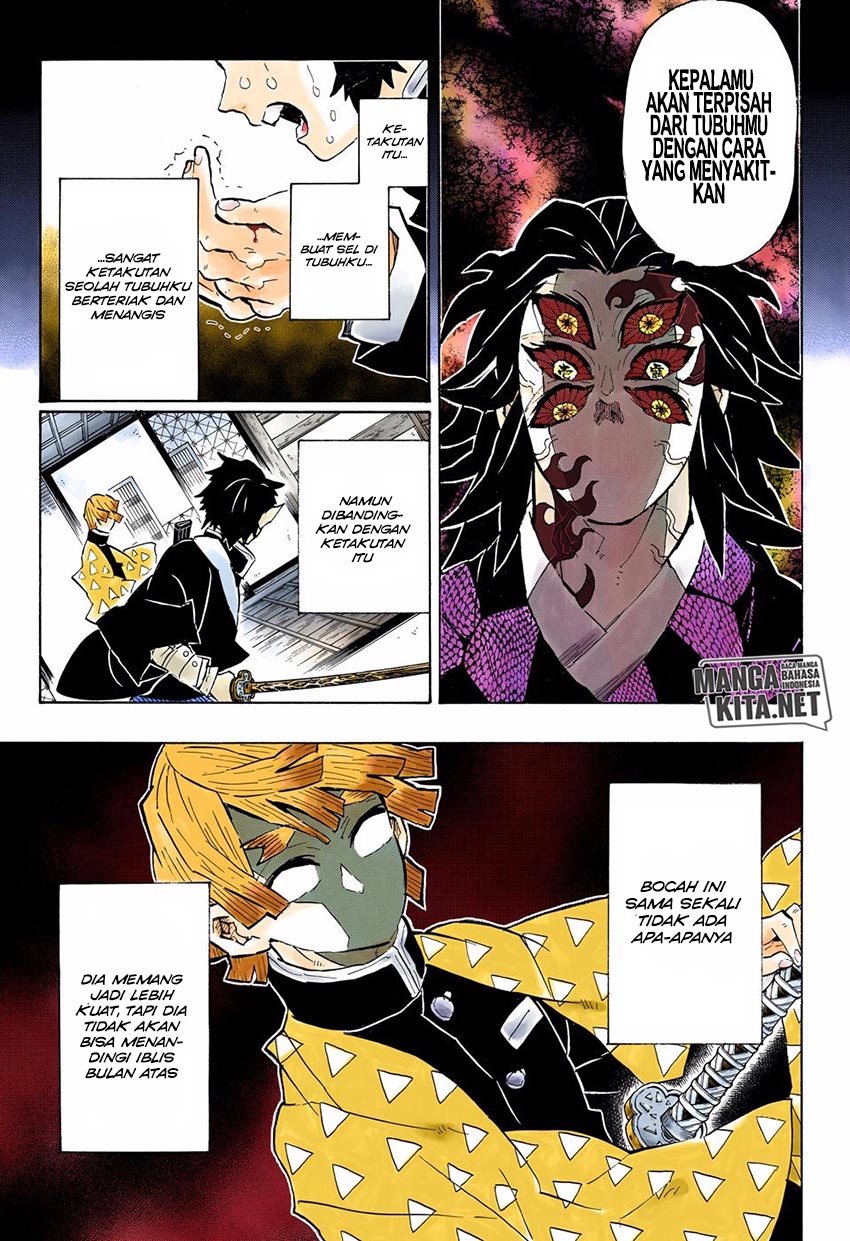 KEPALAMU
AKAN TERPISAH
DARI TUBUHMU
DENGAN CARA
YANG MENYAKIT-
KAN
KE-
TAKUTAN
ITU...
...MEM-
BUAT SEL DI
TUBUHKU...
...SANGAT
KETAKUTAN
SEOLAH TUBUHKU
BERTERIAK DAN
MENANGIS
NAMUN
DIBANDING-
KAN DENGAN
KETAKUTAN
ITU
MANGA
BACA MANGA
BAHASA
INDONESIA
KITA.NET
BOCAH INI
SAMA SEKALI
TIDAK ADA
APA-APANYA
DIA MEMANG
JADI LEBIH
KUAT, TAPI DIA
TIDAK AKAN
BISA MENAN-
DINGI IBLIS
BULAN ATAS